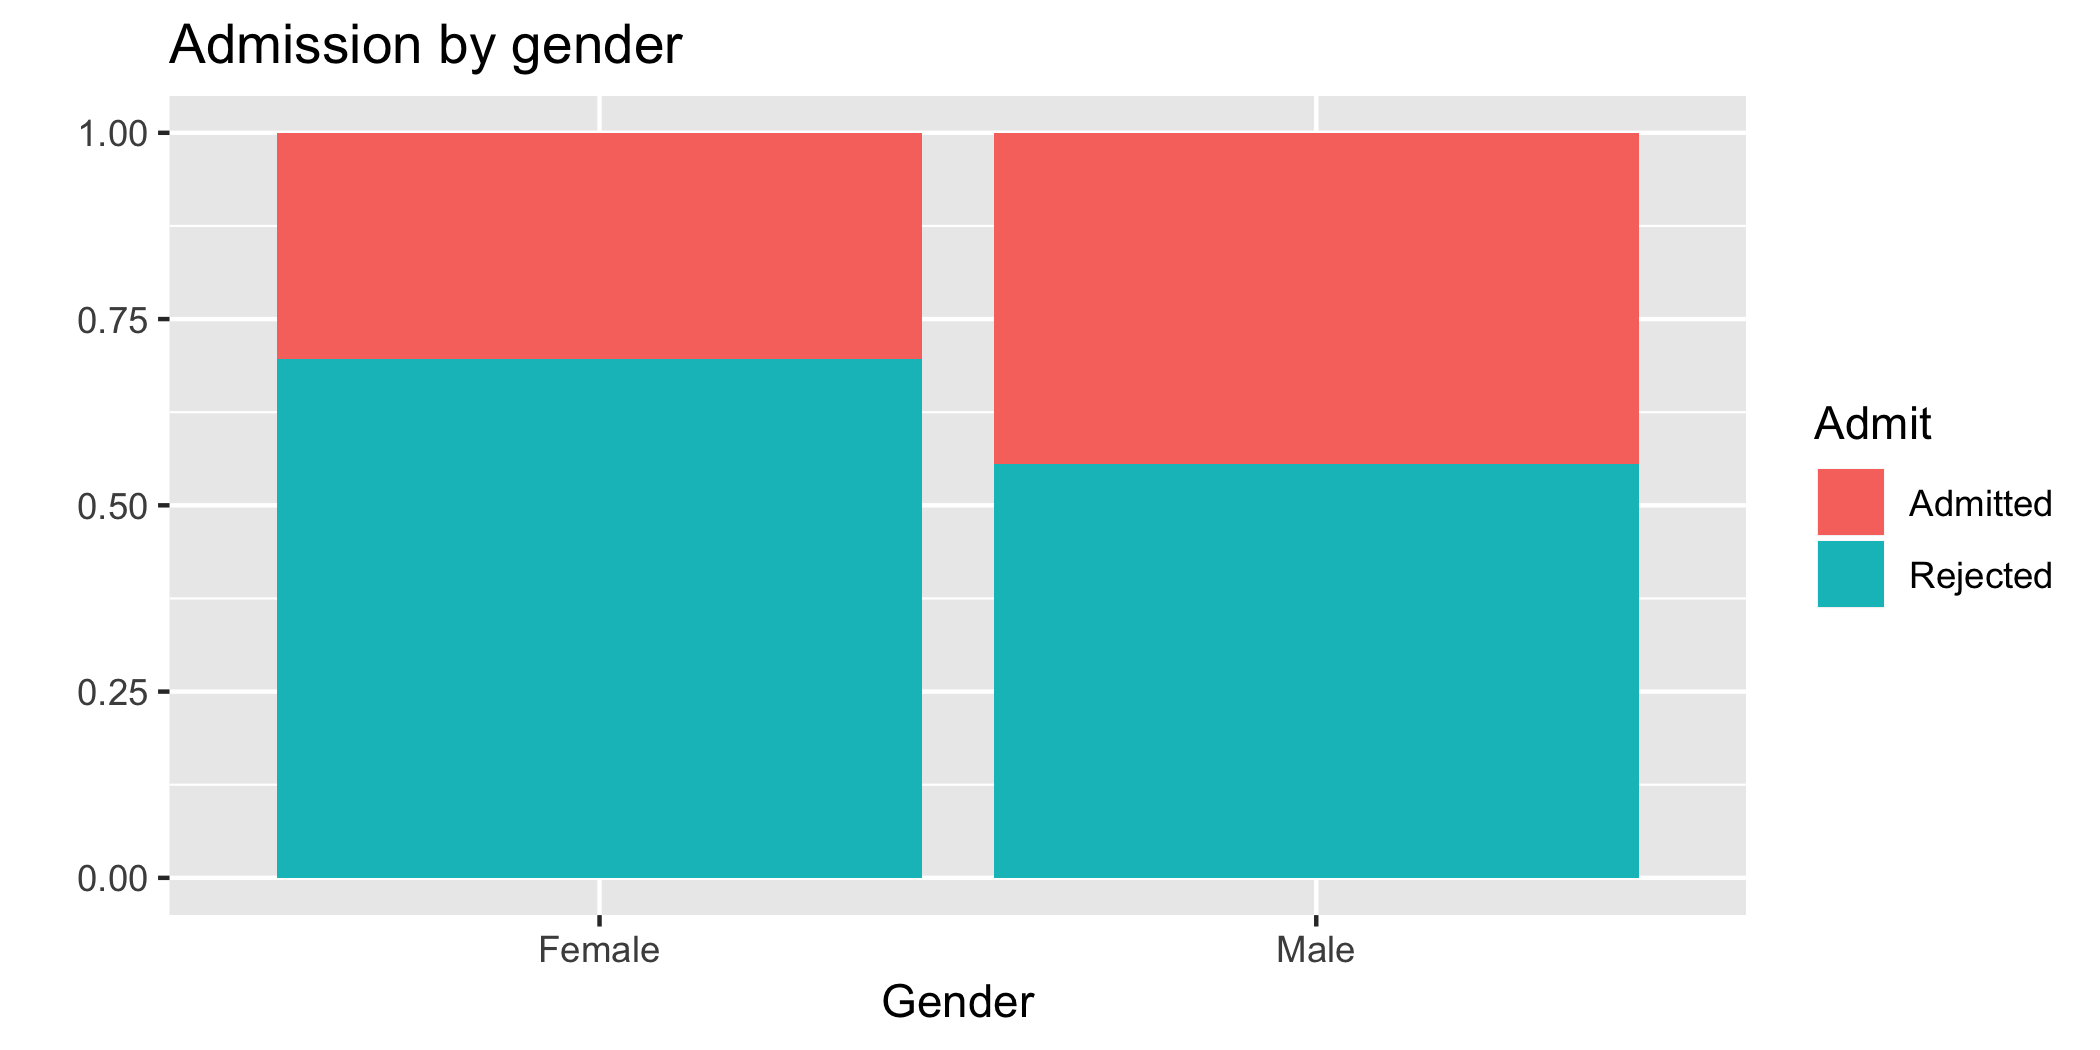 Admission by gender
1.00
0.75
0.50
0.25
0.00
Female Male
Gender
Admit
Admitted
Rejected